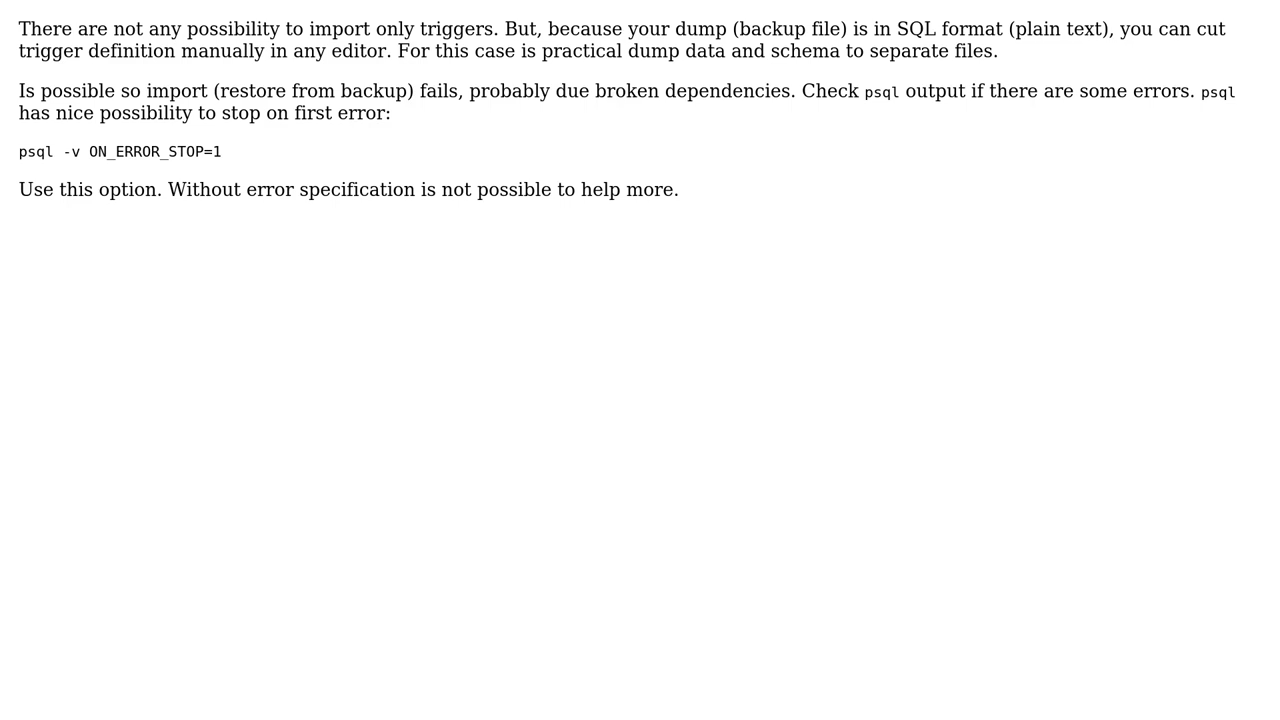 There are not any possibility to import only triggers. But, because your dump (backup file) is in SQL format (plain text), you can cut
trigger definition manually in any editor. For this case is practical dump data and schema to separate files.
Is possible so import (restore from backup) fails, probably due broken dependencies. Check psql output if there are some errors. psql
has nice possibility to stop on first error:
psql -v ON_ERROR_STOP=1
Use this option. Without error specification is not possible to help more.